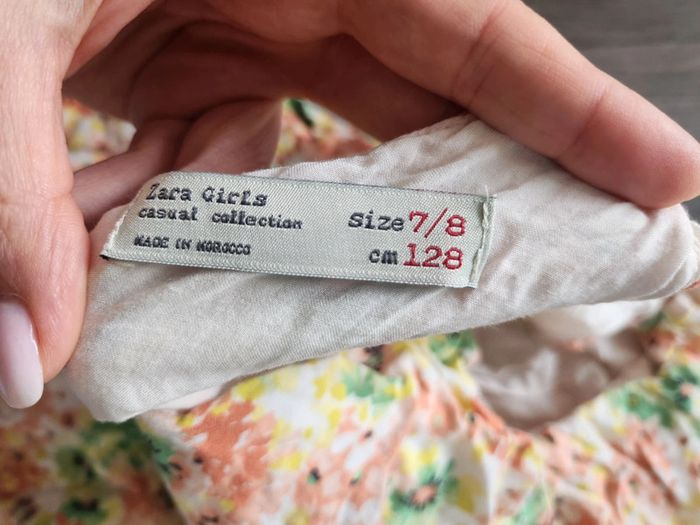 Zara Girls
casual collection
MADE IN MOROCCO
Size 7/8
cm 128